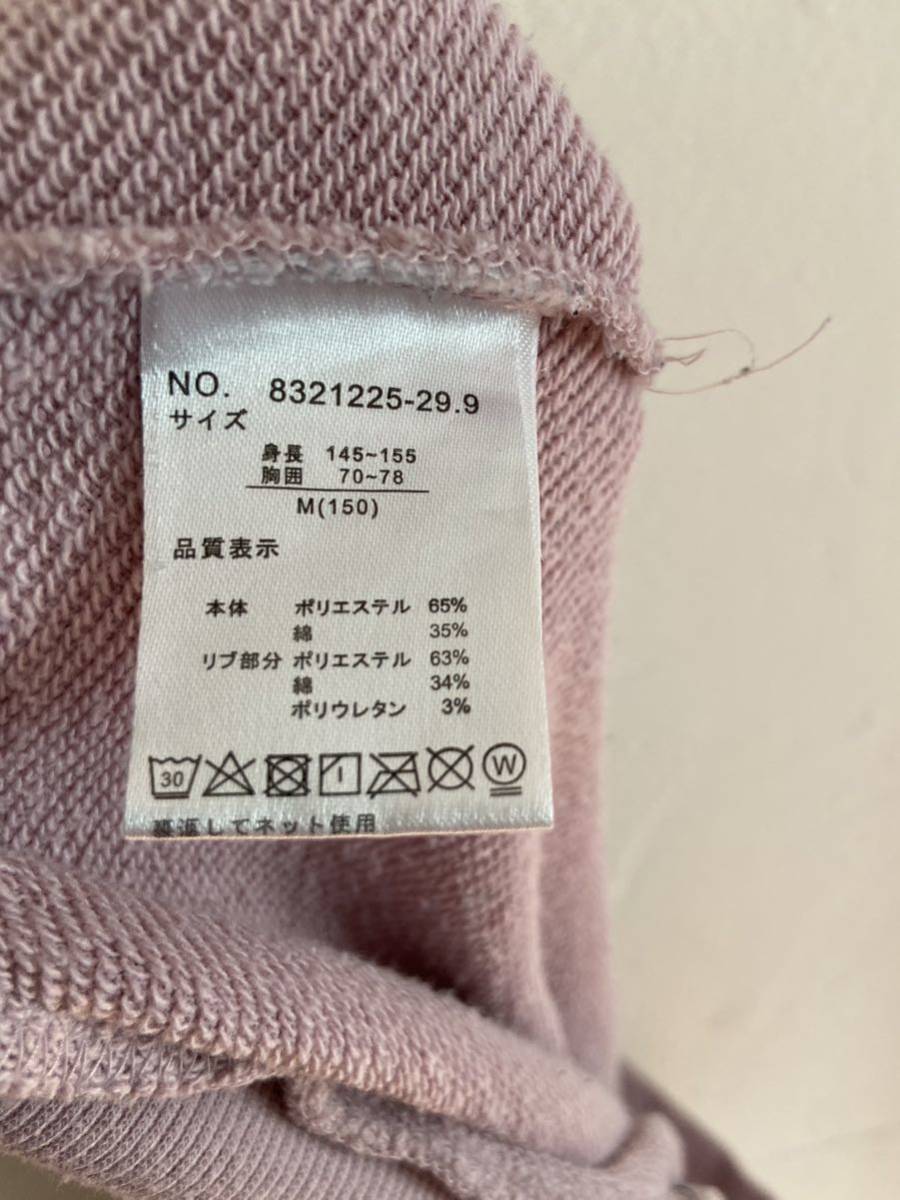 NO. 8321225-29.9
サイズ
身長 145~155
胸囲 70~78
M(150)
品質表示
本体 ポリエステル 65%
綿 35%
リブ部分 ポリエステル 63%
綿 34%
ポリウレタン 3%
30 W
裏返してネット使用